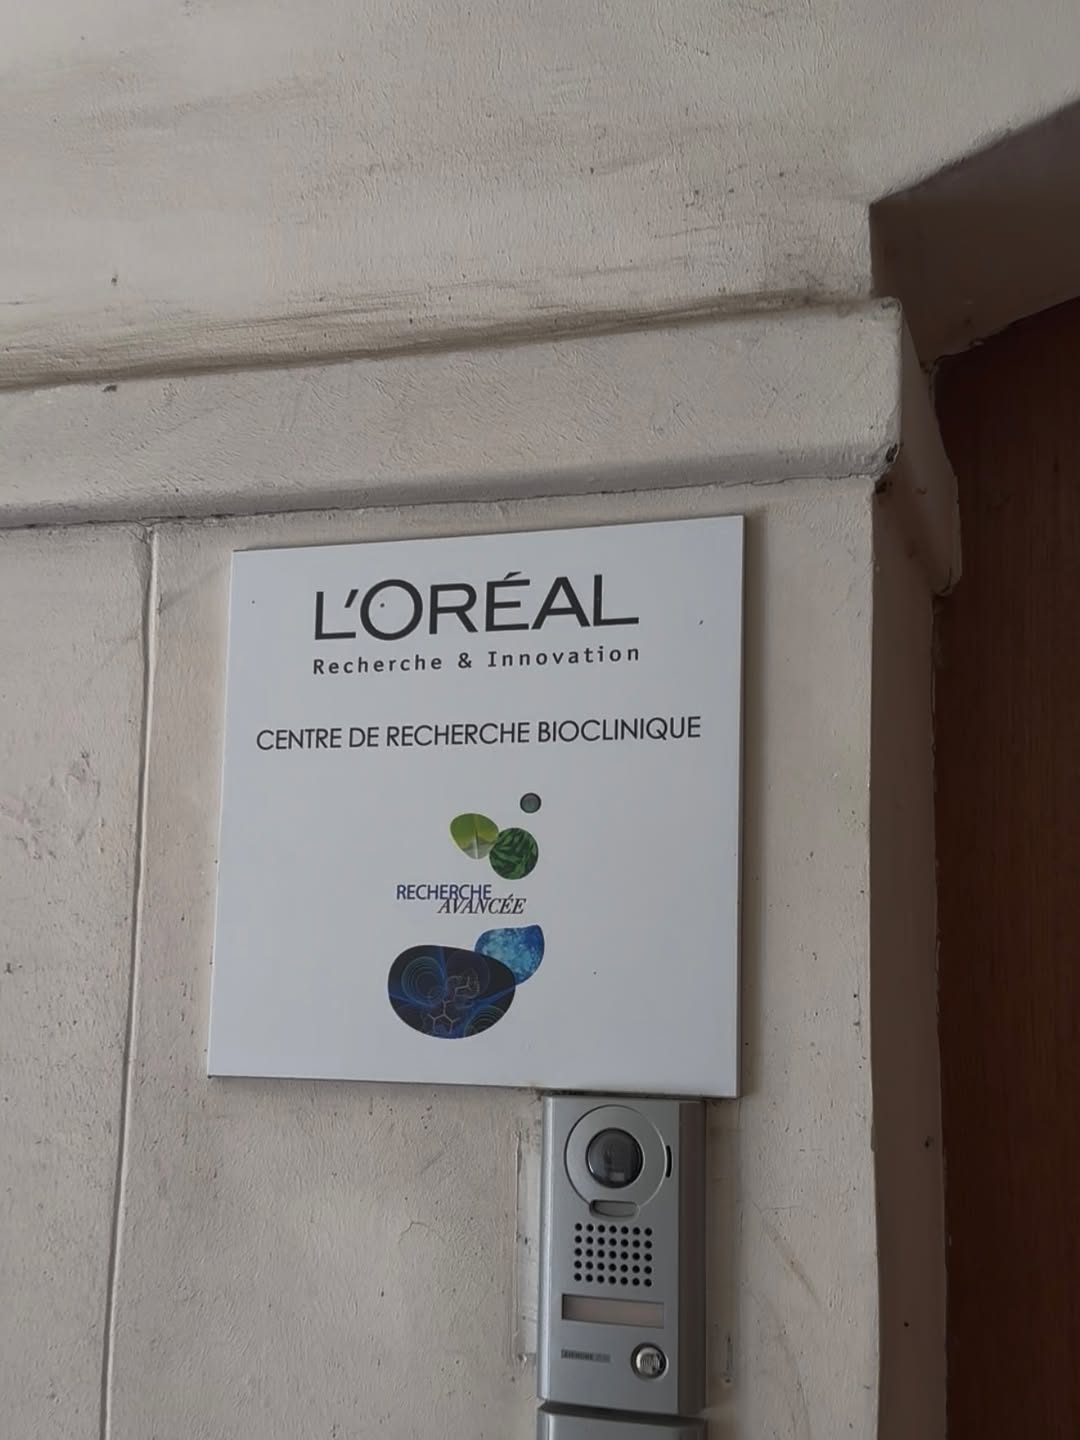 L'ORÉAL
Recherche & Innovation
CENTRE DE RECHERCHE BIOCLINIQUE
RECHERCHE
AVANCÉE